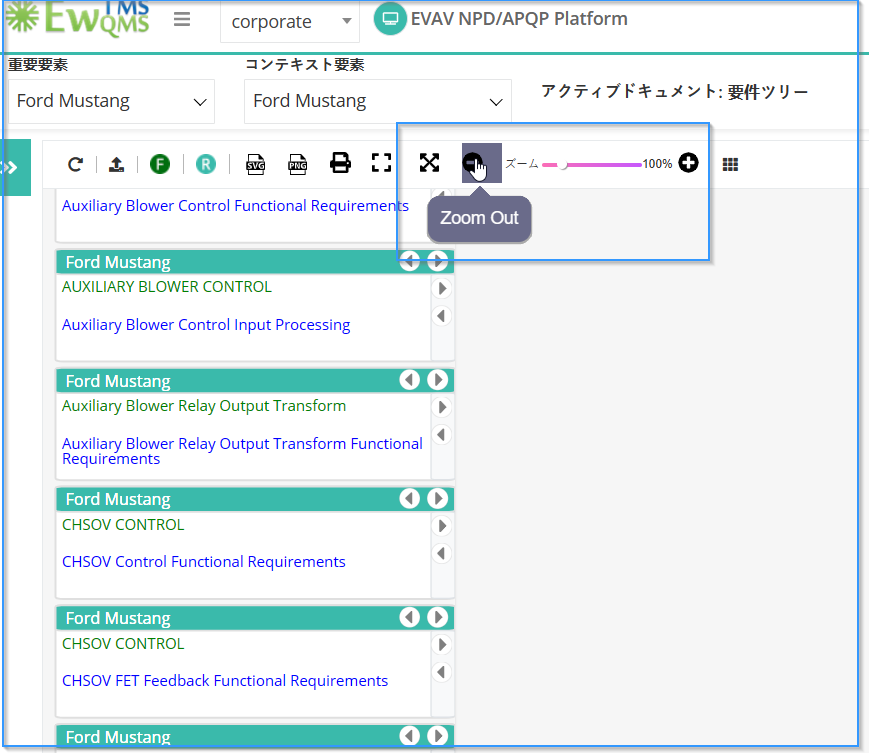 EwQMS
TMS
corporate
EVAV NPD/APQP Platform
重要要素
コンテキスト要素
Ford Mustang
Ford Mustang
アクティブドキュメント: 要件ツリー
F
R
SVG
PNG
ズーム
100%
Zoom Out
Auxiliary Blower Control Functional Requirements
Ford Mustang
AUXILIARY BLOWER CONTROL
Auxiliary Blower Control Input Processing
Ford Mustang
Auxiliary Blower Relay Output Transform
Auxiliary Blower Relay Output Transform Functional
Requirements
Ford Mustang
CHSOV CONTROL
CHSOV Control Functional Requirements
Ford Mustang
CHSOV CONTROL
CHSOV FET Feedback Functional Requirements
Ford Mustang